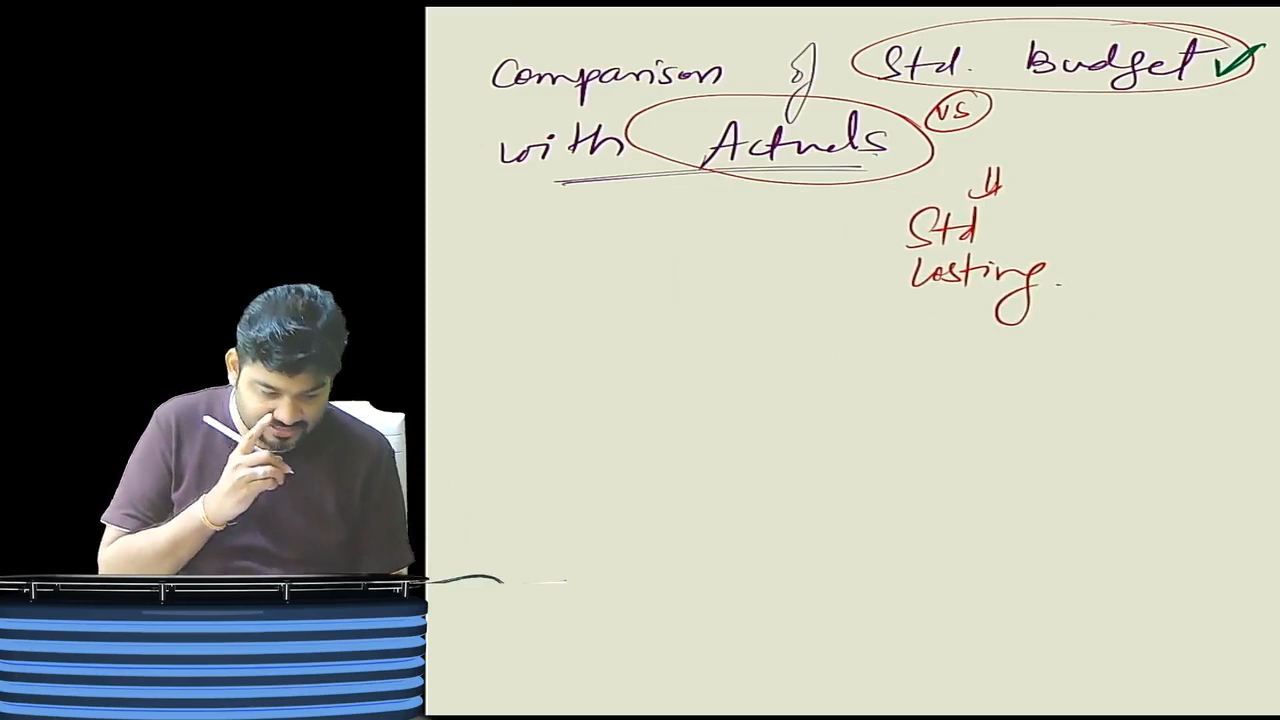 Comparison of Std. Budget
with Actuals
VS
Std
Costing.